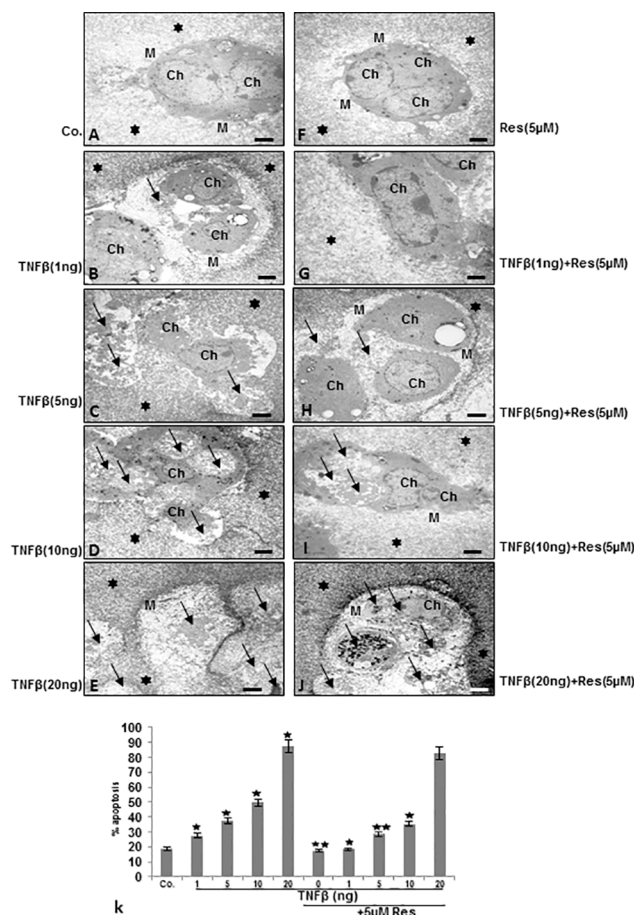 M
Ch
Ch
M
Co.
A
M
Ch
Ch
M
F
Res(5µM)
Ch
Ch
Ch
M
TNFβ(1ng)
B
Ch
Ch
G
TNFβ(1ng)+Res(5µM)
Ch
Ch
TNFβ(5ng)
C
M
Ch
M
Ch
Ch
H
TNFβ(5ng)+Res(5µM)
Ch
Ch
TNFβ(10ng)
D
Ch
Ch
M
I
TNFβ(10ng)+Res(5µM)
M
TNFβ(20ng)
E
M
Ch
J
TNFβ(20ng)+Res(5µM)
% apoptosis
100
90
80
70
60
50
40
30
20
10
0
Co. 1 5 10 20 0 1 5 10 20
TNFβ (ng)
+5µM Res
k